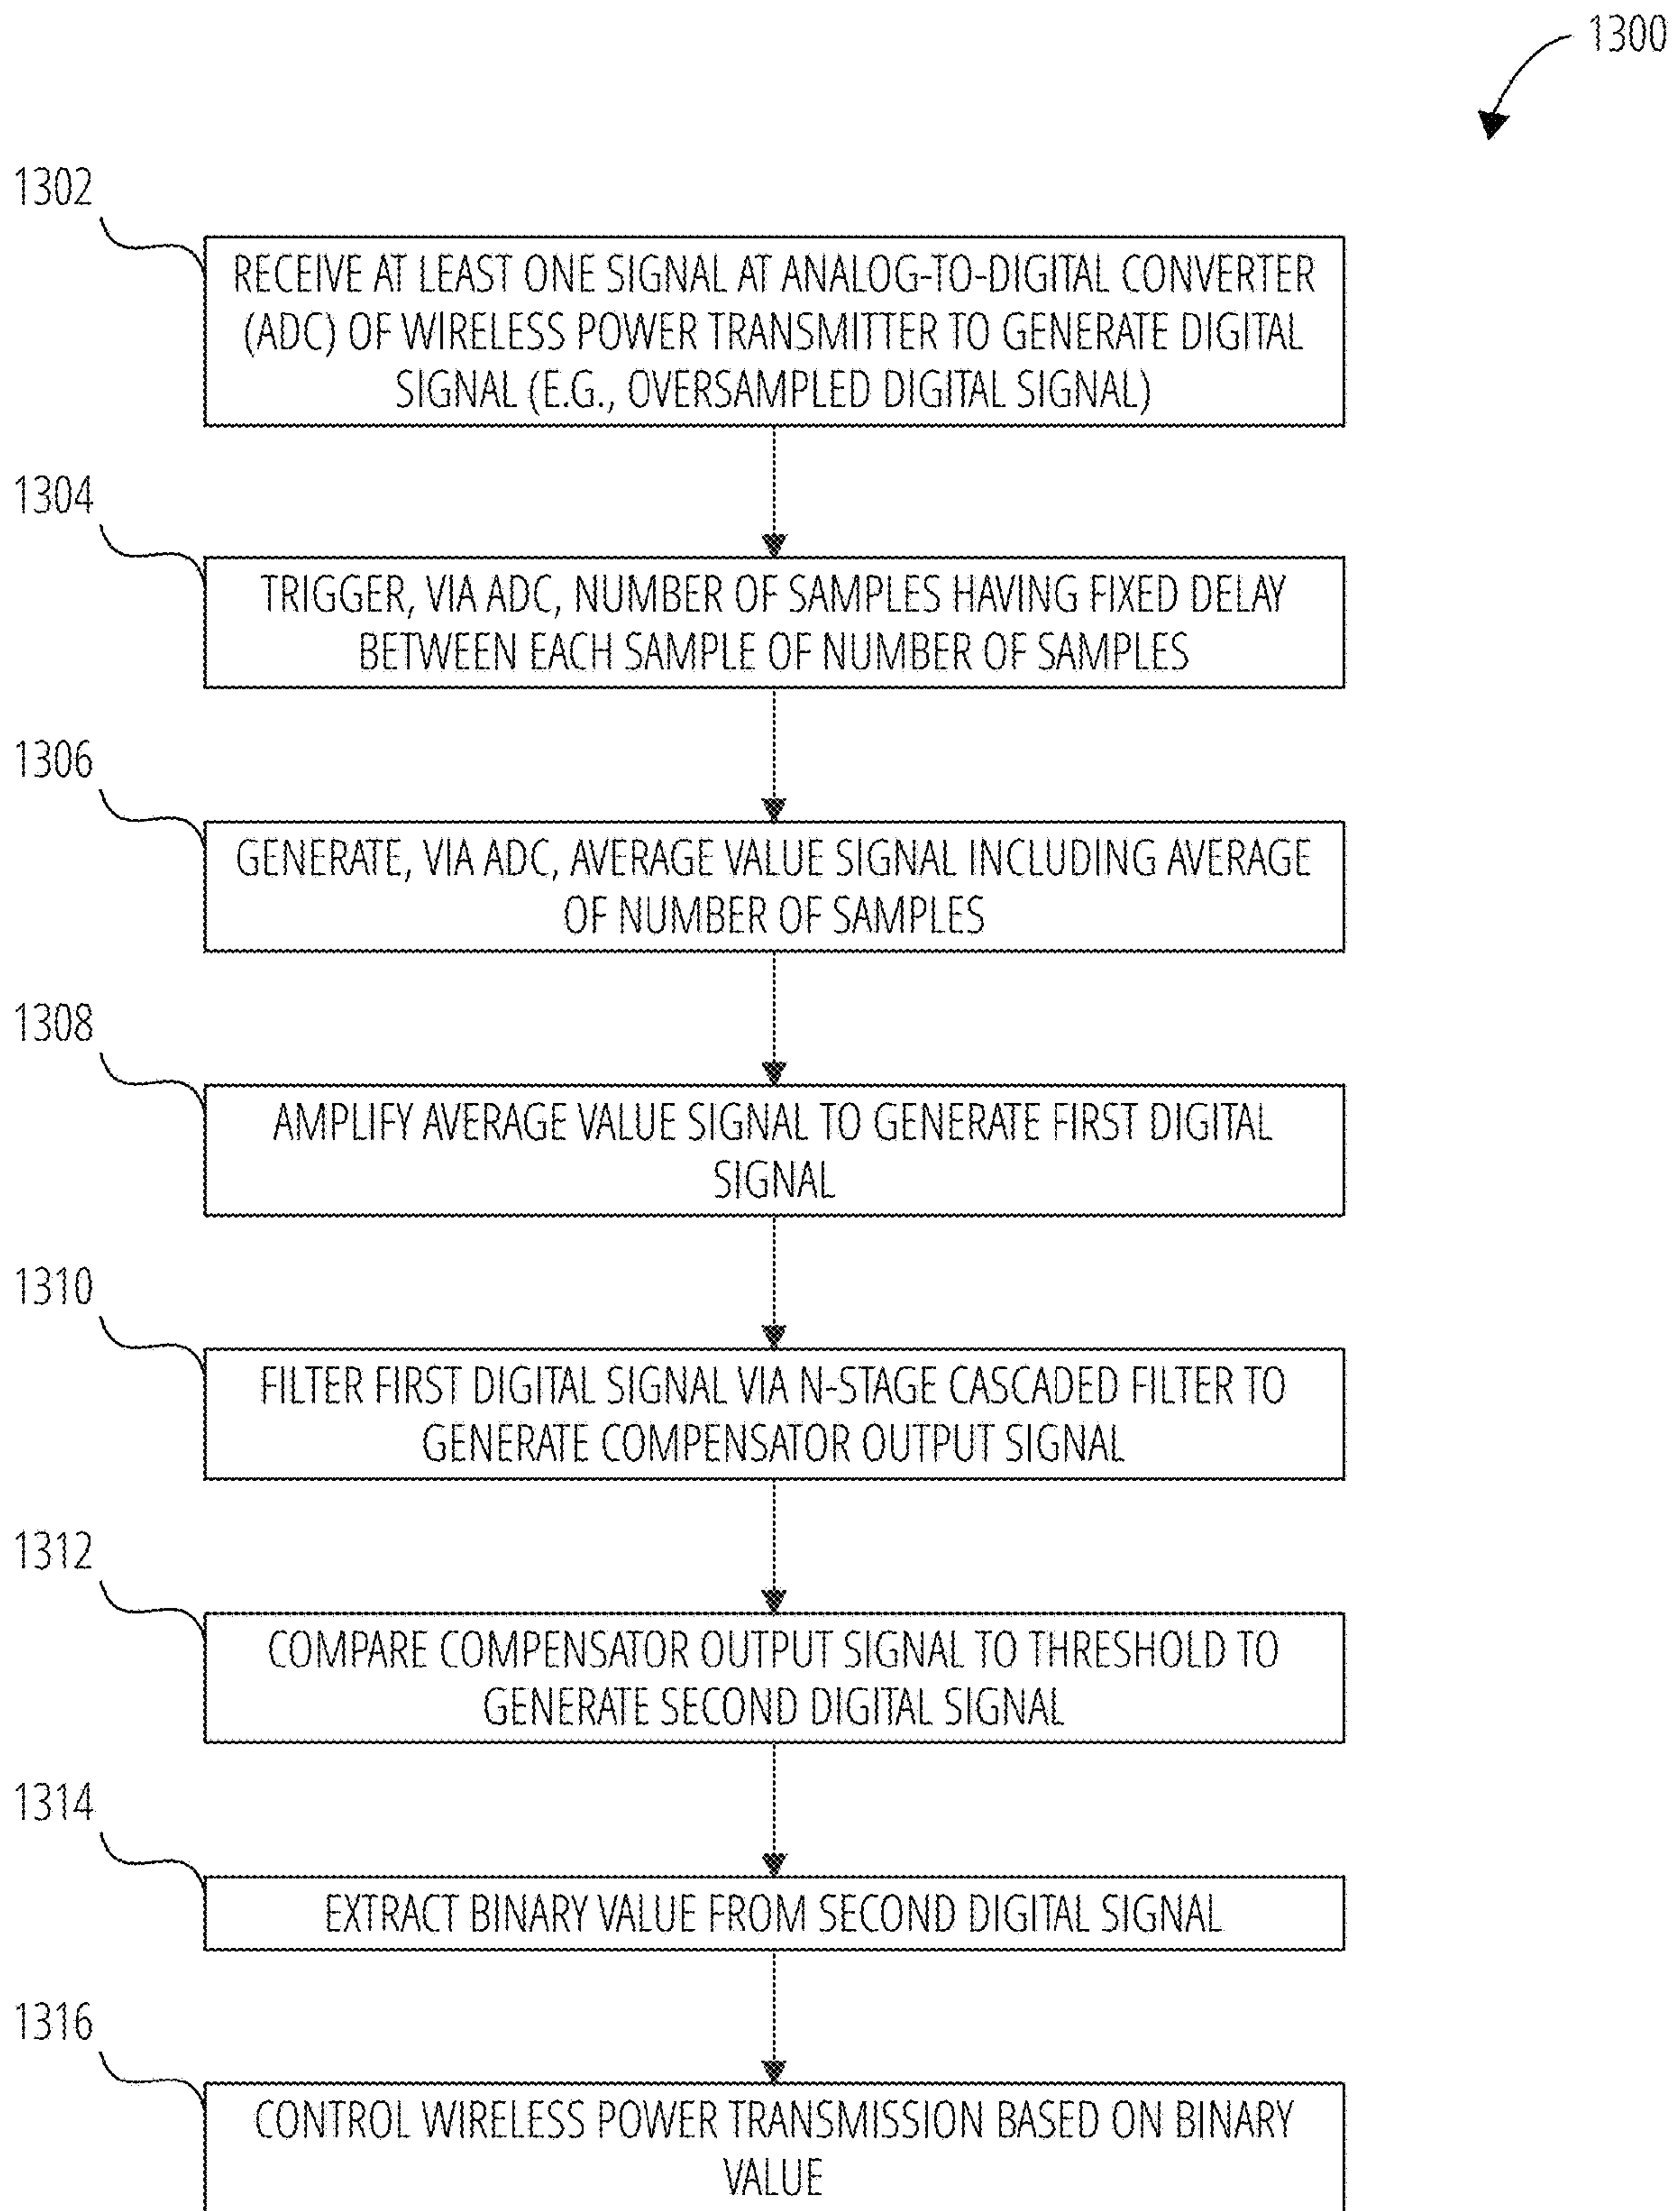 1300
1302
RECEIVE AT LEAST ONE SIGNAL AT ANALOG-TO-DIGITAL CONVERTER
(ADC) OF WIRELESS POWER TRANSMITTER TO GENERATE DIGITAL
SIGNAL (E.G., OVERSAMPLED DIGITAL SIGNAL)
1304
TRIGGER, VIA ADC, NUMBER OF SAMPLES HAVING FIXED DELAY
BETWEEN EACH SAMPLE OF NUMBER OF SAMPLES
1306
GENERATE, VIA ADC, AVERAGE VALUE SIGNAL INCLUDING AVERAGE
OF NUMBER OF SAMPLES
1308
AMPLIFY AVERAGE VALUE SIGNAL TO GENERATE FIRST DIGITAL
SIGNAL
1310
FILTER FIRST DIGITAL SIGNAL VIA N-STAGE CASCADED FILTER TO
GENERATE COMPENSATOR OUTPUT SIGNAL
1312
COMPARE COMPENSATOR OUTPUT SIGNAL TO THRESHOLD TO
GENERATE SECOND DIGITAL SIGNAL
1314
EXTRACT BINARY VALUE FROM SECOND DIGITAL SIGNAL
1316
CONTROL WIRELESS POWER TRANSMISSION BASED ON BINARY
VALUE